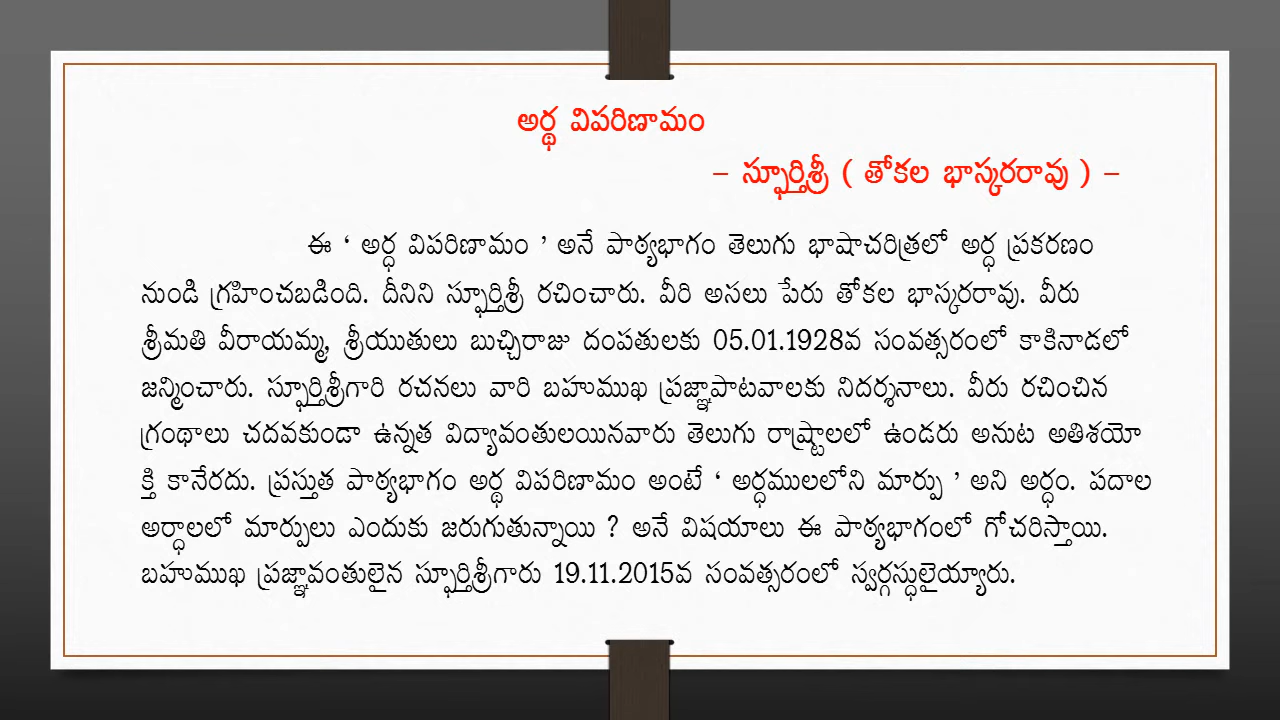 అర్థ విపరిణామం
– స్ఫూర్తిశ్రీ ( తోకల భాస్కరరావు ) –
ఈ ‘ అర్ధ విపరిణామం ’ అనే పాఠ్యభాగం తెలుగు భాషాచరిత్రలో అర్ధ ప్రకరణం
నుండి గ్రహించబడింది. దీనిని స్ఫూర్తిశ్రీ రచించారు. వీరి అసలు పేరు తోకల భాస్కరరావు. వీరు
శ్రీమతి వీరాయమ్మ, శ్రీయుతులు బుచ్చిరాజు దంపతులకు 05.01.1928వ సంవత్సరంలో కాకినాడలో
జన్మించారు. స్ఫూర్తిశ్రీగారి రచనలు వారి బహుముఖ ప్రజ్ఞాపాటవాలకు నిదర్శనాలు. వీరు రచించిన
గ్రంథాలు చదవకుండా ఉన్నత విద్యావంతులయినవారు తెలుగు రాష్ట్రాలలో ఉండరు అనుట అతిశయో
క్తి కానేరదు. ప్రస్తుత పాఠ్యభాగం అర్థ విపరిణామం అంటే ‘ అర్ధములలోని మార్పు ’ అని అర్ధం. పదాల
అర్ధాలలో మార్పులు ఎందుకు జరుగుతున్నాయి ? అనే విషయాలు ఈ పాఠ్యభాగంలో గోచరిస్తాయి.
బహుముఖ ప్రజ్ఞావంతులైన స్ఫూర్తిశ్రీగారు 19.11.2015వ సంవత్సరంలో స్వర్గస్ధులైయ్యారు.